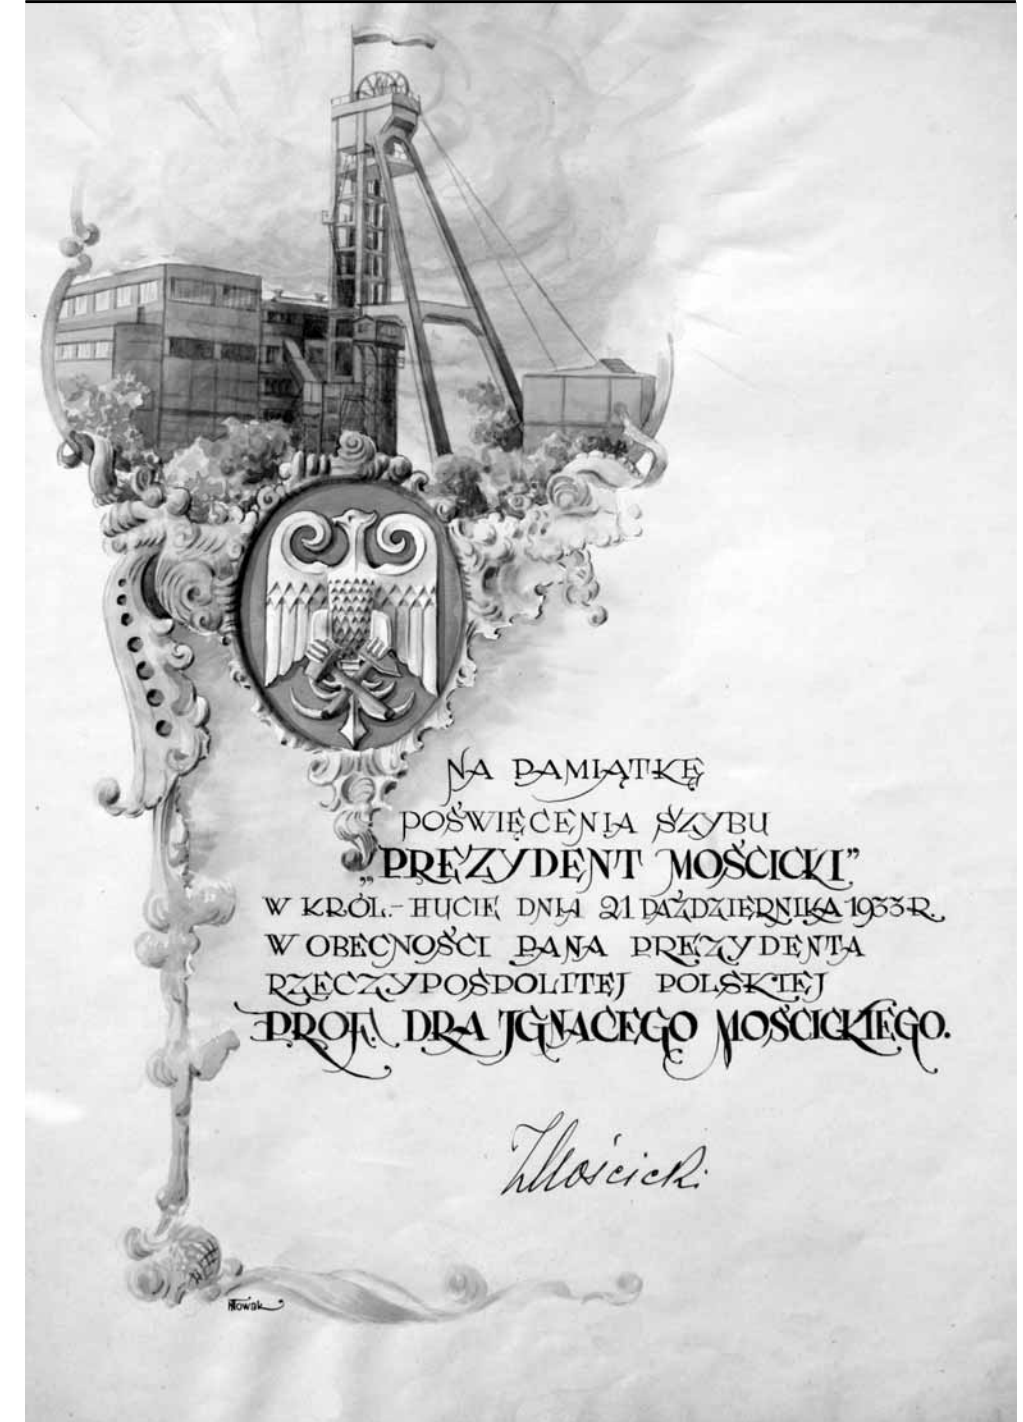 NA PAMIĄTKĘ
POŚWIĘCENIA SZYBU
„PREZYDENT MOŚCICKI”
W KRÓL.-HUCIE DNIA 21 PAŹDZIERNIKA 1933 R.
W OBECNOŚCI PANA PREZYDENTA
RZECZYPOSPOLITEJ POLSKIEJ
PROF. DRA IGNACEGO MOŚCICKIEGO.
IMościcki
Nowak